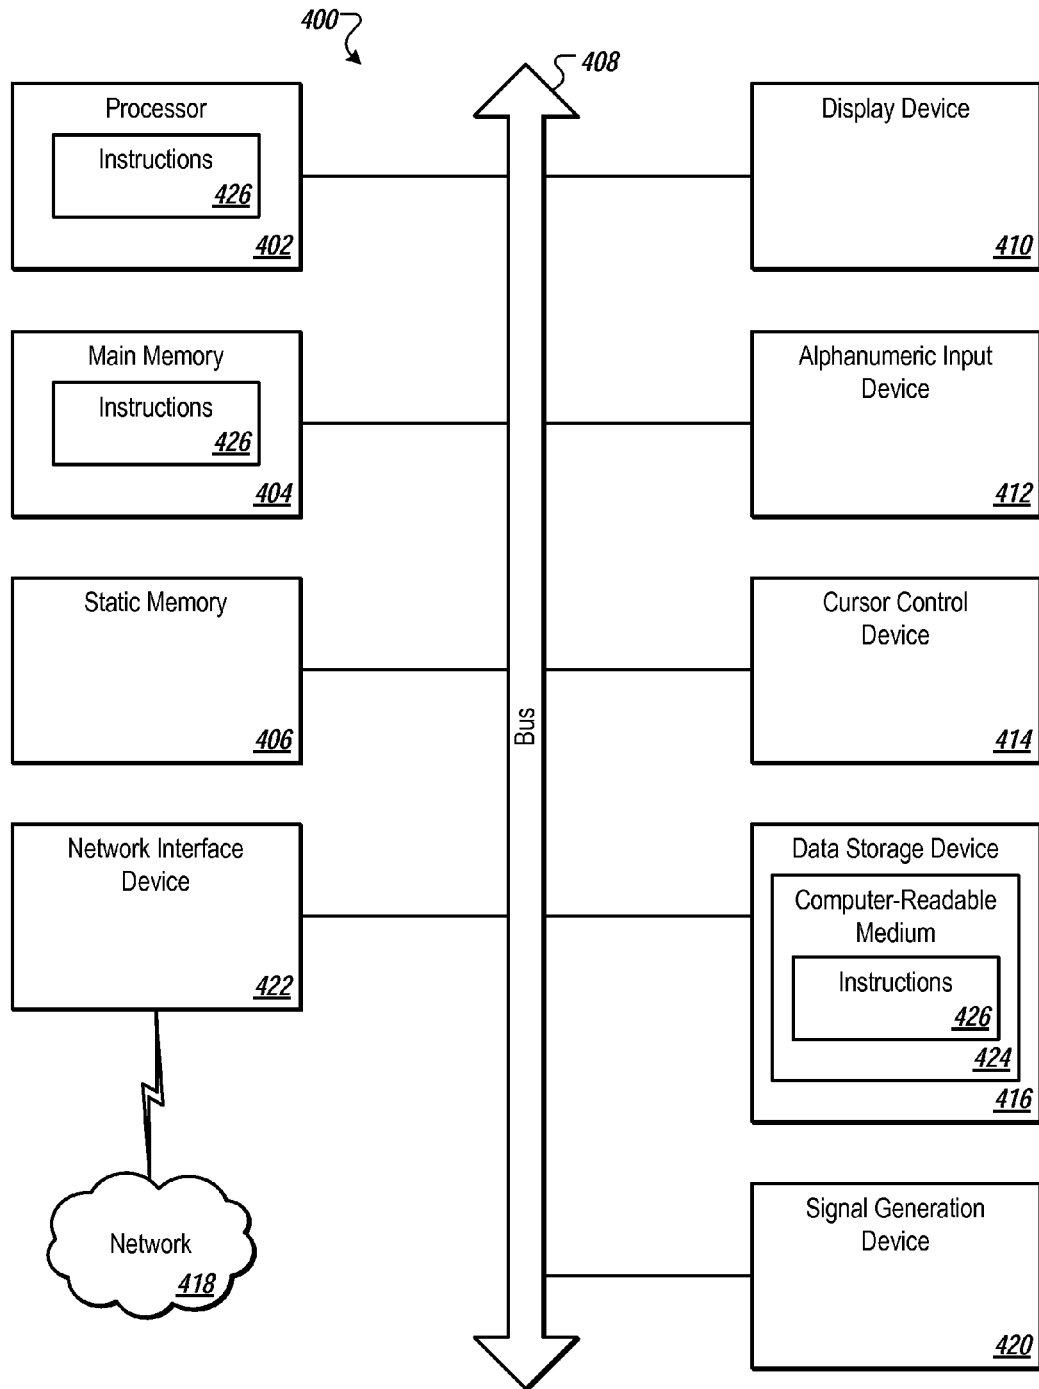 400
408
Processor
Instructions
426
402
Display Device
410
Main Memory
Instructions
426
404
Alphanumeric Input
Device
412
Static Memory
406
Cursor Control
Device
414
Bus
Network Interface
Device
422
Data Storage Device
Computer-Readable
Medium
Instructions
426
424
416
Network
418
Signal Generation
Device
420